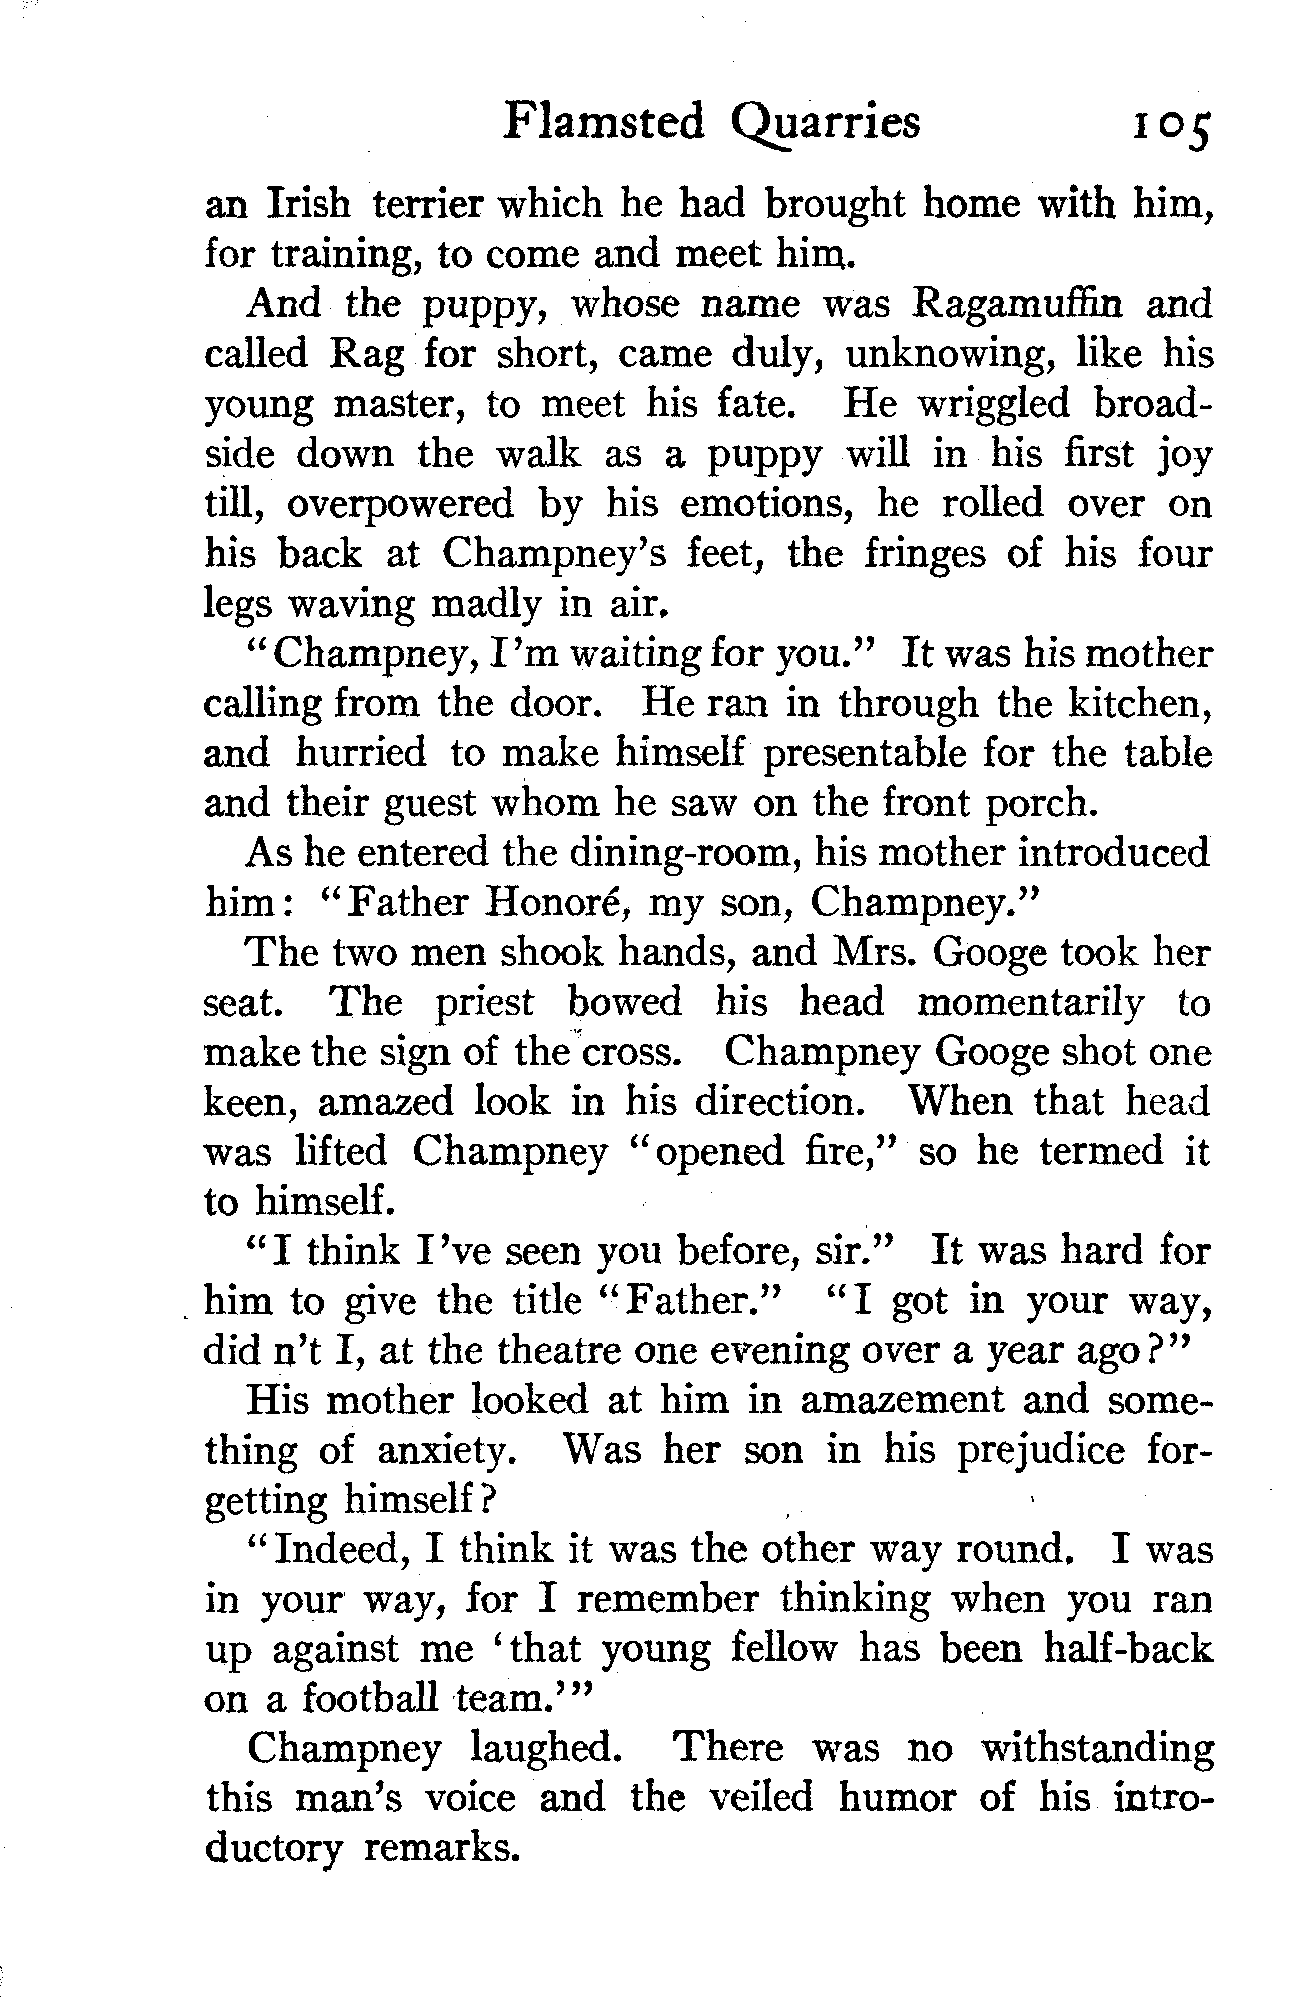 Flamsted Quarries 105
an Irish terrier which he had brought home with him,
for training, to come and meet him.
And the puppy, whose name was Ragamuffin and
called Rag for short, came duly, unknowing, like his
young master, to meet his fate. He wriggled broad-
side down the walk as a puppy will in his first joy
till, overpowered by his emotions, he rolled over on
his back at Champney's feet, the fringes of his four
legs waving madly in air.
"Champney, I'm waiting for you." It was his mother
calling from the door. He ran in through the kitchen,
and hurried to make himself presentable for the table
and their guest whom he saw on the front porch.
As he entered the dining-room, his mother introduced
him: "Father Honoré, my son, Champney."
The two men shook hands, and Mrs. Googe took her
seat. The priest bowed his head momentarily to
make the sign of the cross. Champney Googe shot one
keen, amazed look in his direction. When that head
was lifted Champney "opened fire," so he termed it
to himself.
"I think I've seen you before, sir." It was hard for
him to give the title "Father." "I got in your way,
did n't I, at the theatre one evening over a year ago?"
His mother looked at him in amazement and some-
thing of anxiety. Was her son in his prejudice for-
getting himself?
"Indeed, I think it was the other way round. I was
in your way, for I remember thinking when you ran
up against me 'that young fellow has been half-back
on a football team.'"
Champney laughed. There was no withstanding
this man's voice and the veiled humor of his intro-
ductory remarks.